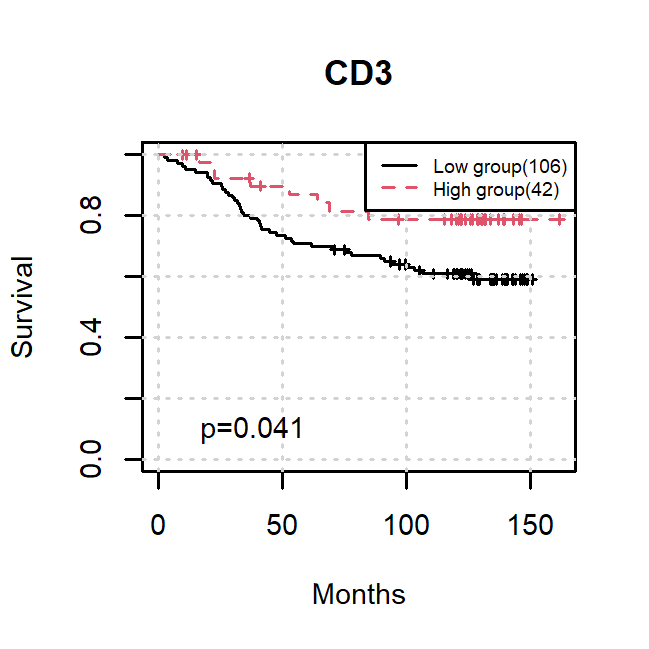 CD3
Low group(106)
High group(42)
0.8
0.4
0.0
Survival
p=0.041
0 50 100 150
Months